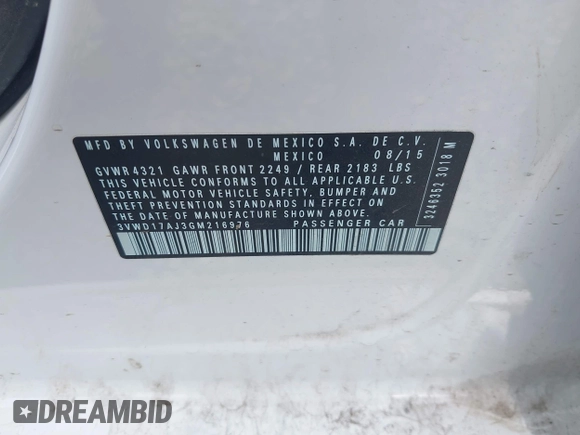 MFD BY VOLKSWAGEN DE MEXICO S.A. DE C.V.
MEXICO 08/15
GVWR 4321 GAWR FRONT 2249 / REAR 2183 LBS
THIS VEHICLE CONFORMS TO ALL APPLICABLE U.S.
FEDERAL MOTOR VEHICLE SAFETY, BUMPER AND
THEFT PREVENTION STANDARDS IN EFFECT ON THE
DATE OF MANUFACTURE SHOWN ABOVE.
3VWD17AJ3GM216976 PASSENGER CAR
3246352 3018 M
DREAMBID